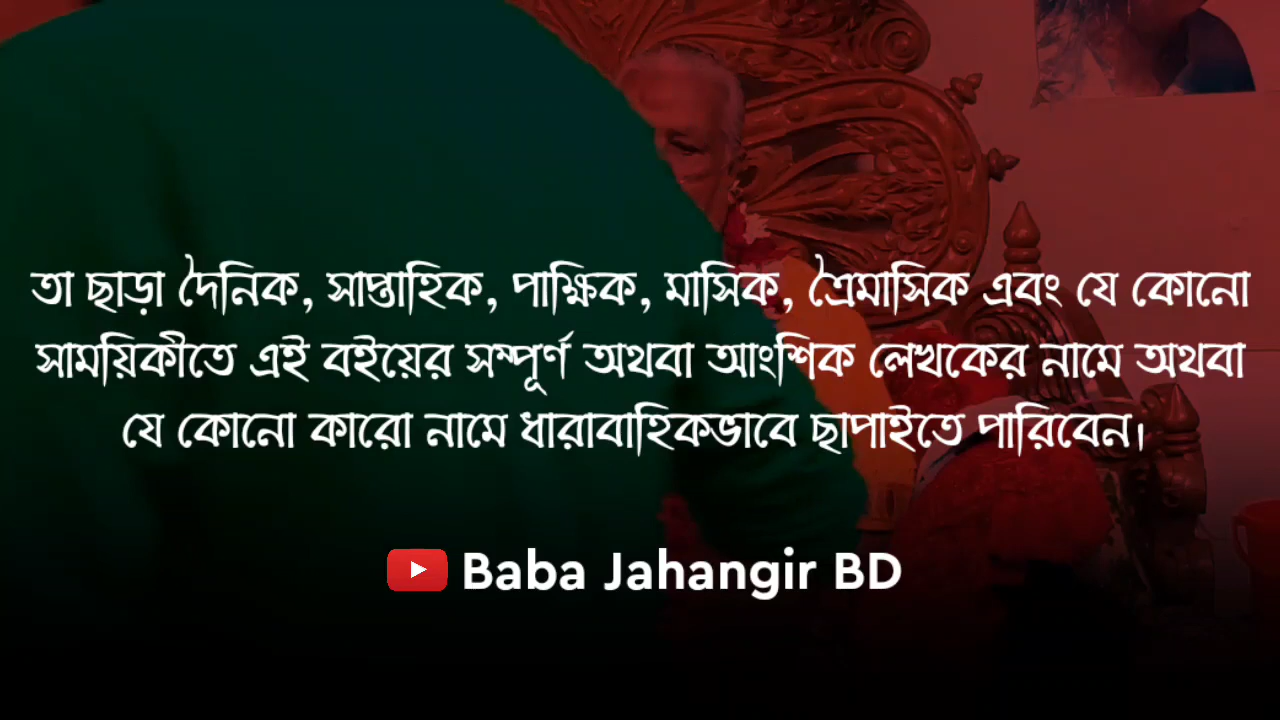 তা ছাড়া দৈনিক, সাপ্তাহিক, পাক্ষিক, মাসিক, ত্রৈমাসিক এবং যে কোনো
সাময়িকীতে এই বইয়ের সম্পূর্ণ অথবা আংশিক লেখকের নামে অথবা
যে কোনো কারো নামে ধারাবাহিকভাবে ছাপাইতে পারিবেন।
Baba Jahangir BD